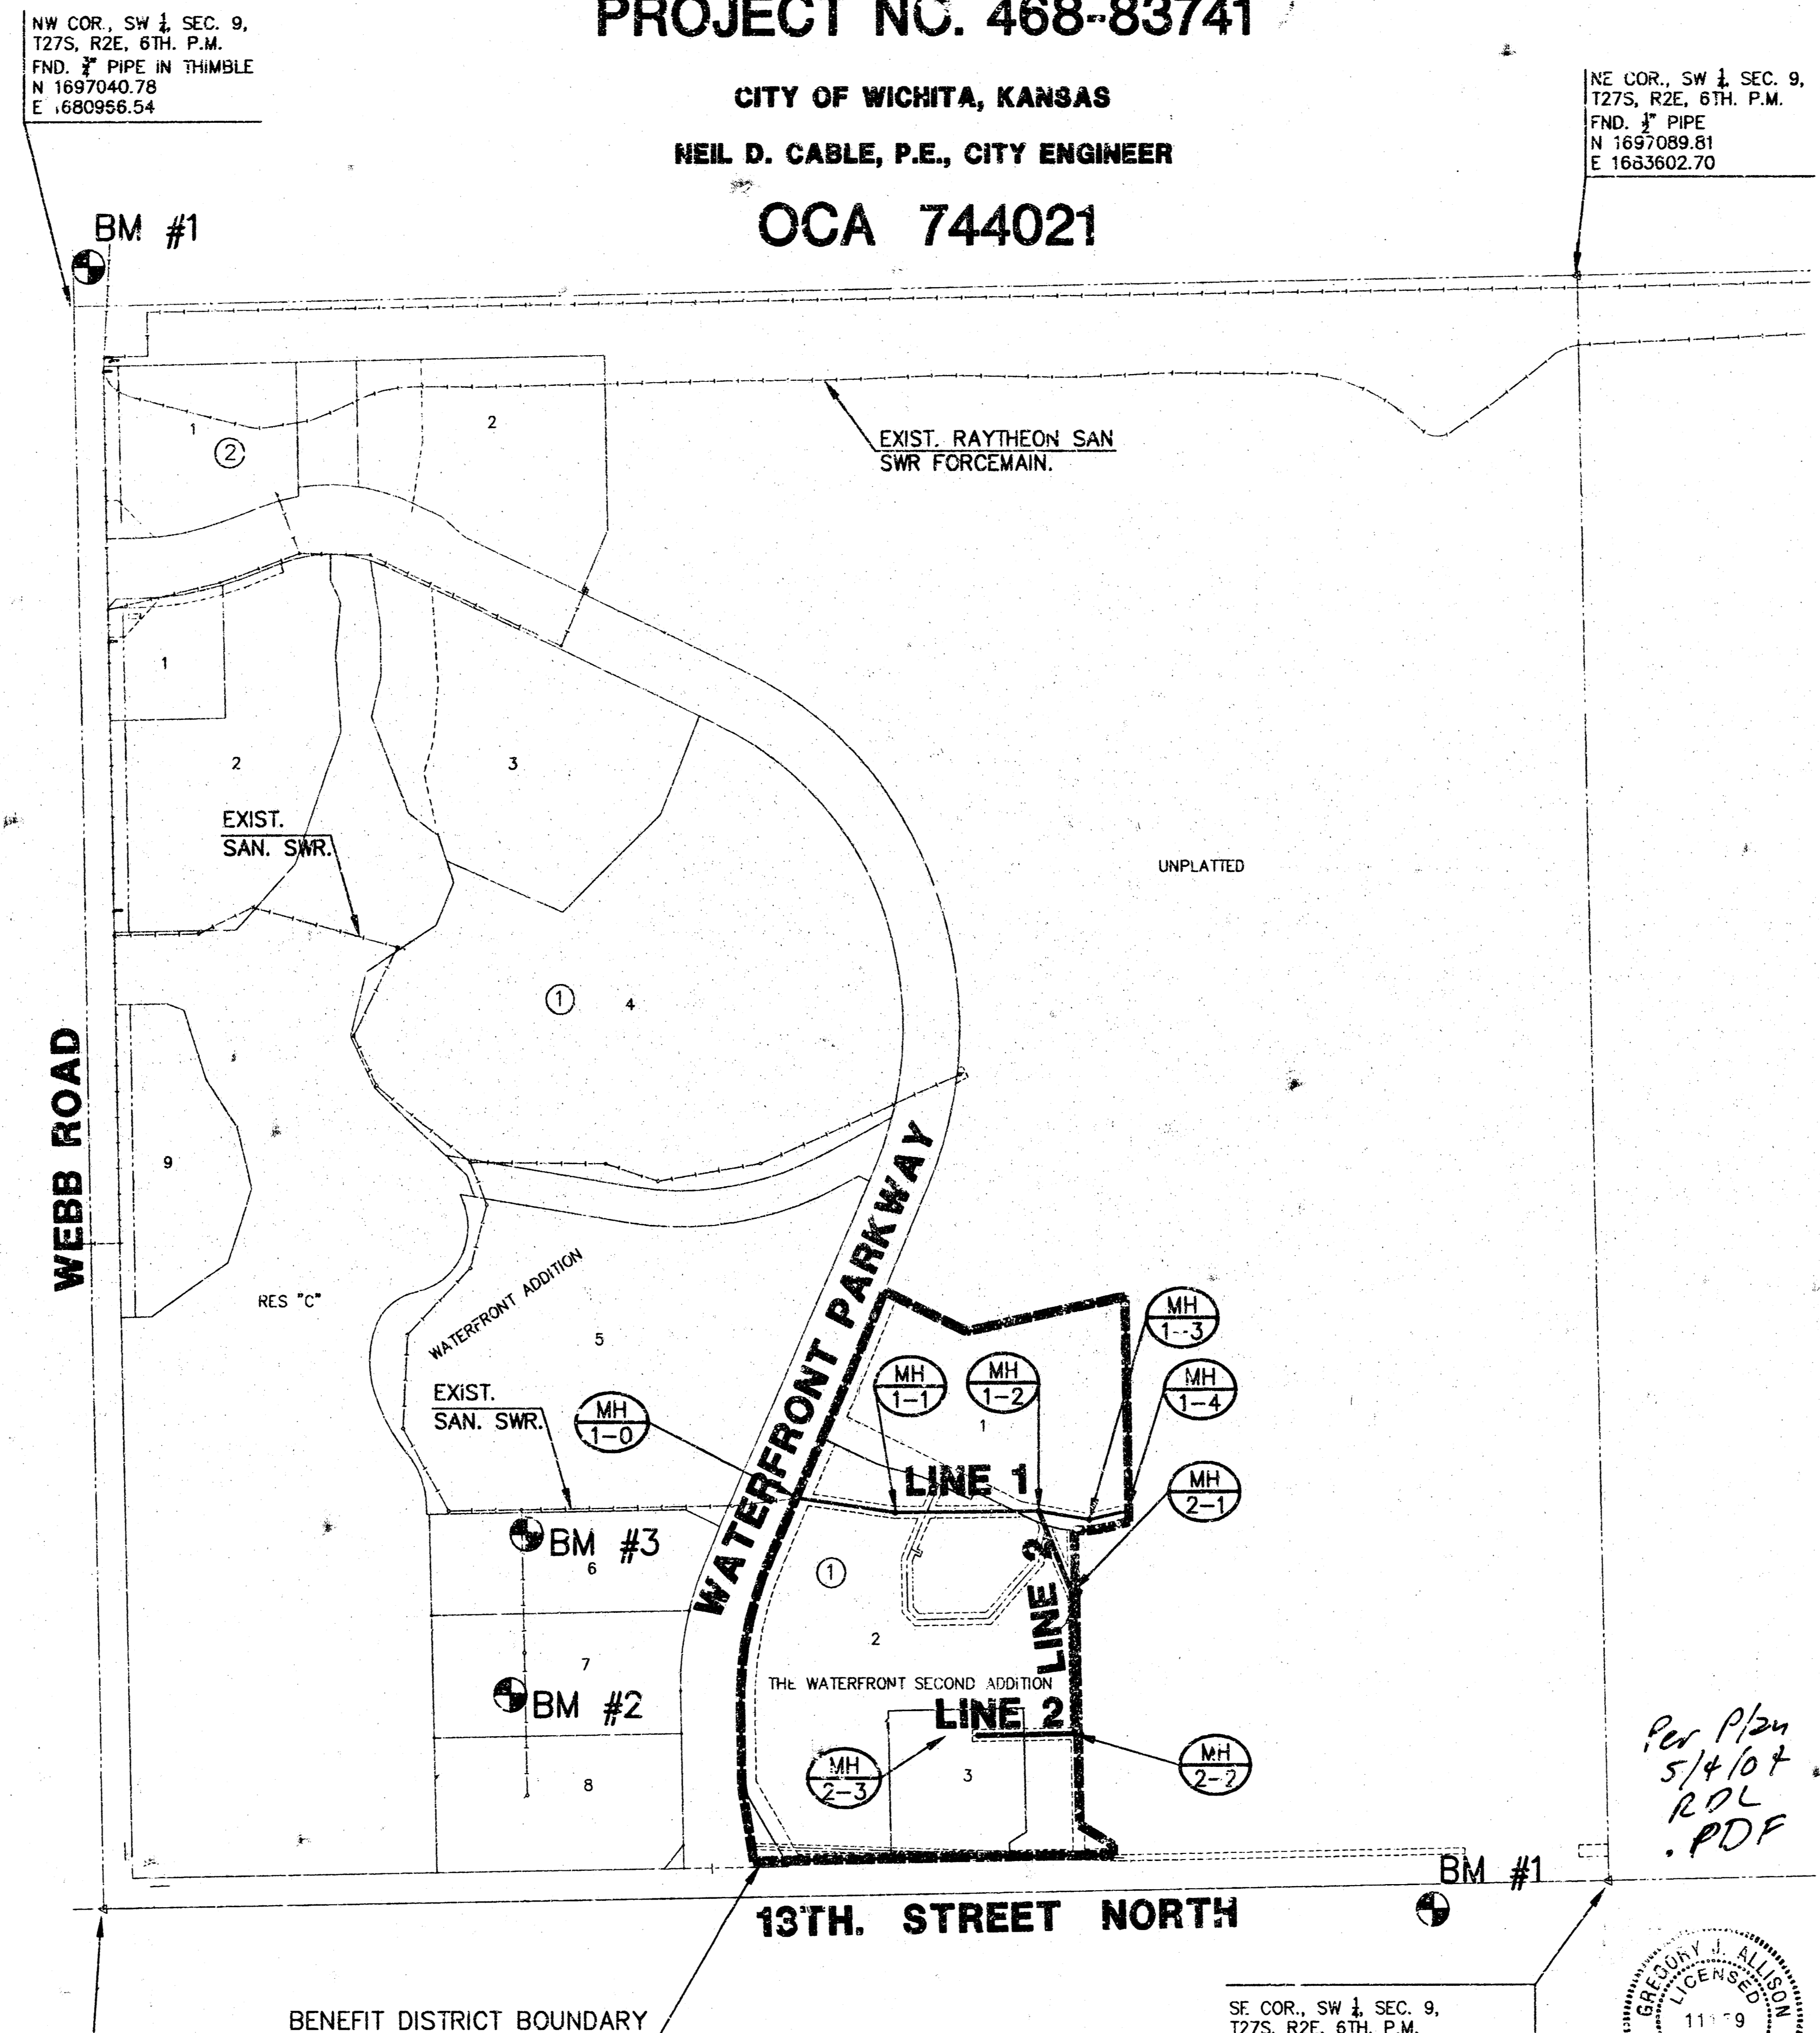 PROJECT NO. 468-83741
CITY OF WICHITA, KANSAS
NEIL D. CABLE, P.E., CITY ENGINEER
OCA 744021
NW COR., SW ¼, SEC. 9,
T27S, R2E, 6TH. P.M.
FND. ¾" PIPE IN THIMBLE
N 1697040.78
E 1680956.54
NE COR., SW ¼, SEC. 9,
T27S, R2E, 6TH. P.M.
FND. ½" PIPE
N 1697089.81
E 1683602.70
BM #1
1
2
2
EXIST. RAYTHEON SAN
SWR FORCEMAIN.
1
2
3
EXIST.
SAN. SWR.
UNPLATTED
1
4
WEBB ROAD
9
RES "C"
WATERFRONT ADDITION
5
WATERFRONT PARKWAY
EXIST.
SAN. SWR.
MH
1-0
MH
1-1
MH
1-2
MH
1-3
MH
1-4
1
LINE 1
MH
2-1
BM #3
6
1
LINE 2
2
7
BM #2
THE WATERFRONT SECOND ADDITION
LINE 2
MH
2-3
3
MH
2-2
8
Per Plan
5/4/04
RDL
.PDF
BM #1
13TH. STREET NORTH
BENEFIT DISTRICT BOUNDARY
SE COR., SW ¼, SEC. 9,
T27S, R2E, 6TH. P.M.
GREGORY J. ALLISON
LICENSED